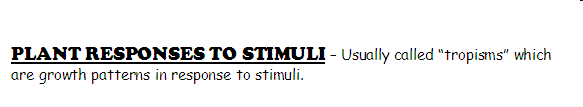 PLANT RESPONSES TO STIMULI – Usually called “tropisms” which
are growth patterns in response to stimuli.